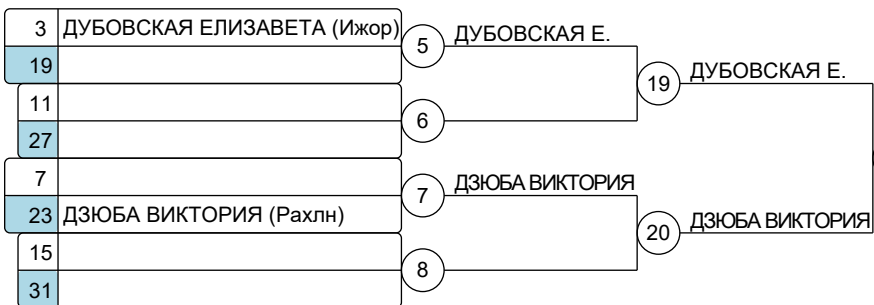 3 ДУБОВСКАЯ ЕЛИЗАВЕТА (Ижор)
5 ДУБОВСКАЯ Е.
19
19 ДУБОВСКАЯ Е.
11
6
27
7
7 ДЗЮБА ВИКТОРИЯ
23 ДЗЮБА ВИКТОРИЯ (Рахлн)
20 ДЗЮБА ВИКТОРИЯ
15
8
31